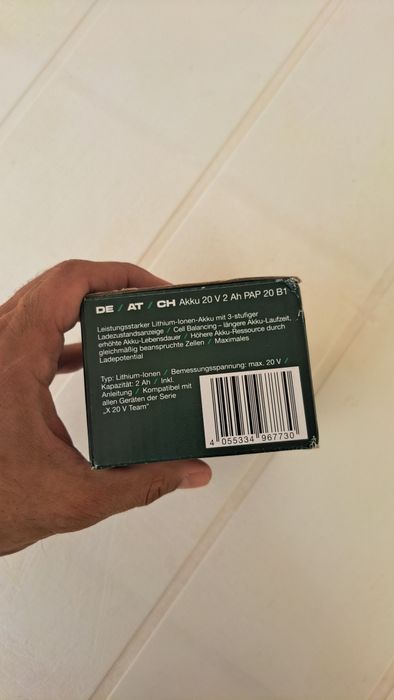 DE / AT / CH Akku 20 V 2 Ah PAP 20 B1
Leistungsstarker Lithium-Ionen-Akku mit 3-stufiger
Ladezustandsanzeige / Cell Balancing – längere Akku-Laufzeit,
erhöhte Akku-Lebensdauer / Höhere Akku-Ressource durch
gleichmäßig beanspruchte Zellen / Maximales
Ladepotential
Typ: Lithium-Ionen / Bemessungsspannung: max. 20 V /
Kapazität: 2 Ah / Inkl.
Anleitung / Kompatibel mit
allen Geräten der Serie
„X 20 V Team"
4 055334 967730